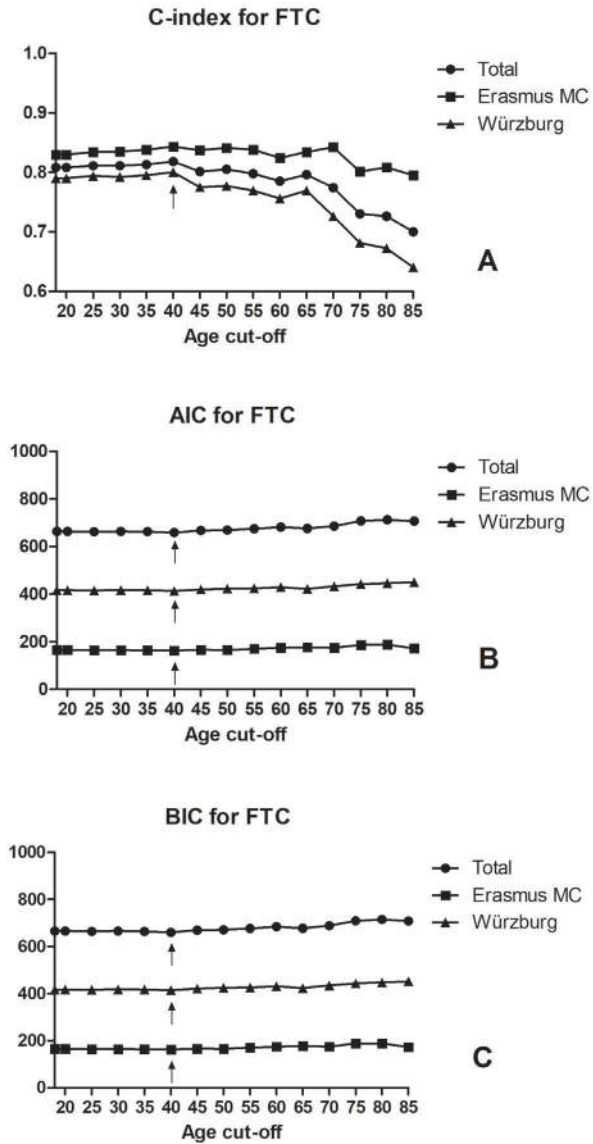 C-index for FTC
1.0
0.9
0.8
0.7
0.6
20 25 30 35 40 45 50 55 60 65 70 75 80 85
Age cut-off
Total
Erasmus MC
Würzburg
A
AIC for FTC
1000
800
600
400
200
0
20 25 30 35 40 45 50 55 60 65 70 75 80 85
Age cut-off
Total
Erasmus MC
Würzburg
B
BIC for FTC
1000
800
600
400
200
0
20 25 30 35 40 45 50 55 60 65 70 75 80 85
Age cut-off
Total
Erasmus MC
Würzburg
C